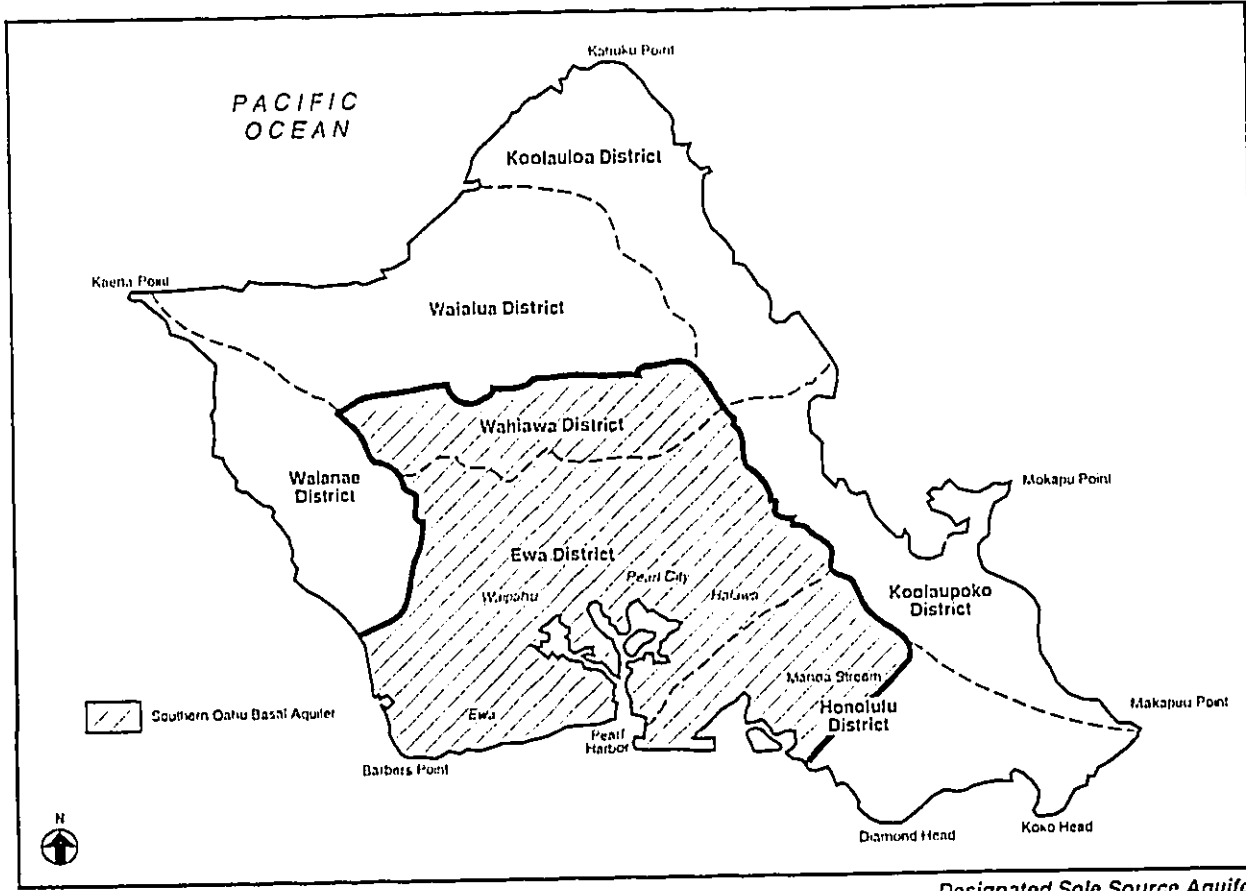 Kahuku Point
PACIFIC
OCEAN
Koolauloa District
Kaena Point
Waialua District
Wahiawa District
Waianae
District
Mokapu Point
Ewa District
Pearl City
Waipahu
Halawa
Koolaupoko
District
Manoa Stream
Makapuu Point
Southern Oahu Basal Aquifer
Ewa
Honolulu
District
Pearl
Harbor
Barbers Point
N
Diamond Head
Koko Head
Designated Sole Source Aquife